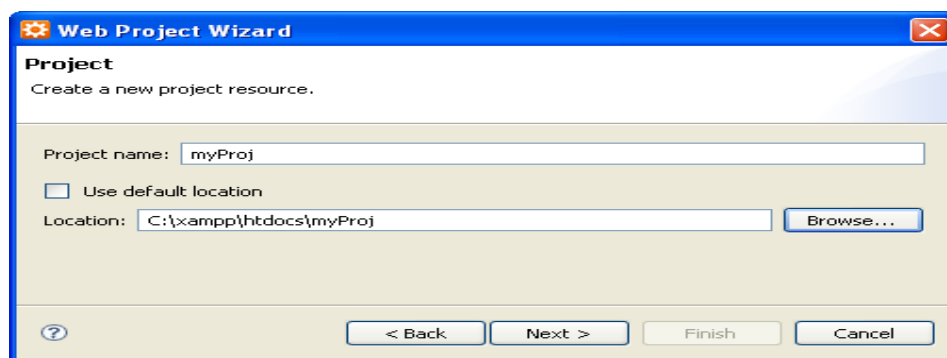 Web Project Wizard
Project
Create a new project resource.
Project name: myProj
Use default location
Location: C:\xampp\htdocs\myProj Browse...
? < Back Next > Finish Cancel